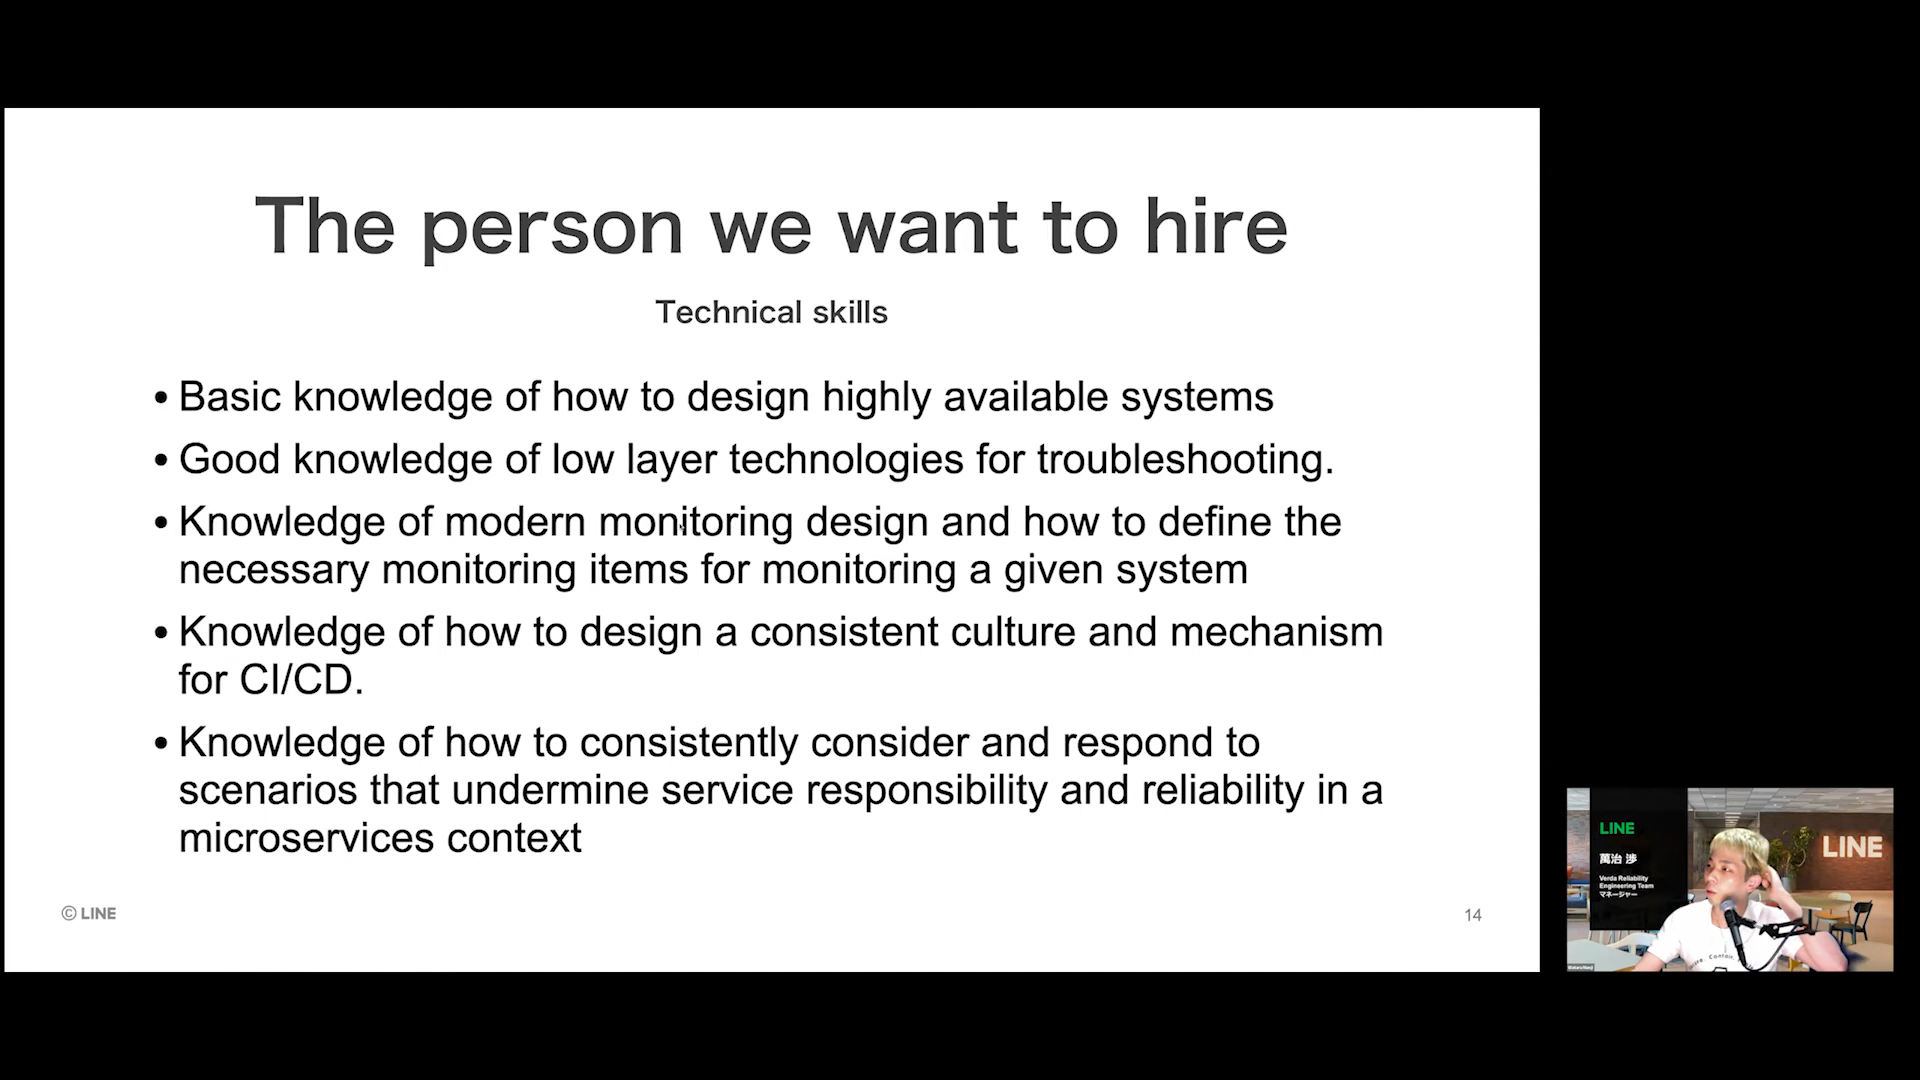 The person we want to hire
Technical skills
• Basic knowledge of how to design highly available systems
• Good knowledge of low layer technologies for troubleshooting.
• Knowledge of modern monitoring design and how to define the
necessary monitoring items for monitoring a given system
• Knowledge of how to design a consistent culture and mechanism
for CI/CD.
• Knowledge of how to consistently consider and respond to
scenarios that undermine service responsibility and reliability in a
microservices context
© LINE
14
LINE
萬治 渉
Verda Reliability
Engineering Team
マネージャー
LINE